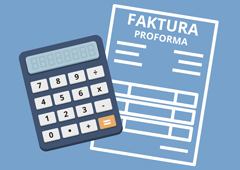 FAKTURA
PROFORMA
7 8 9 ÷
4 5 6 x
1 2 3 -
0 • + =